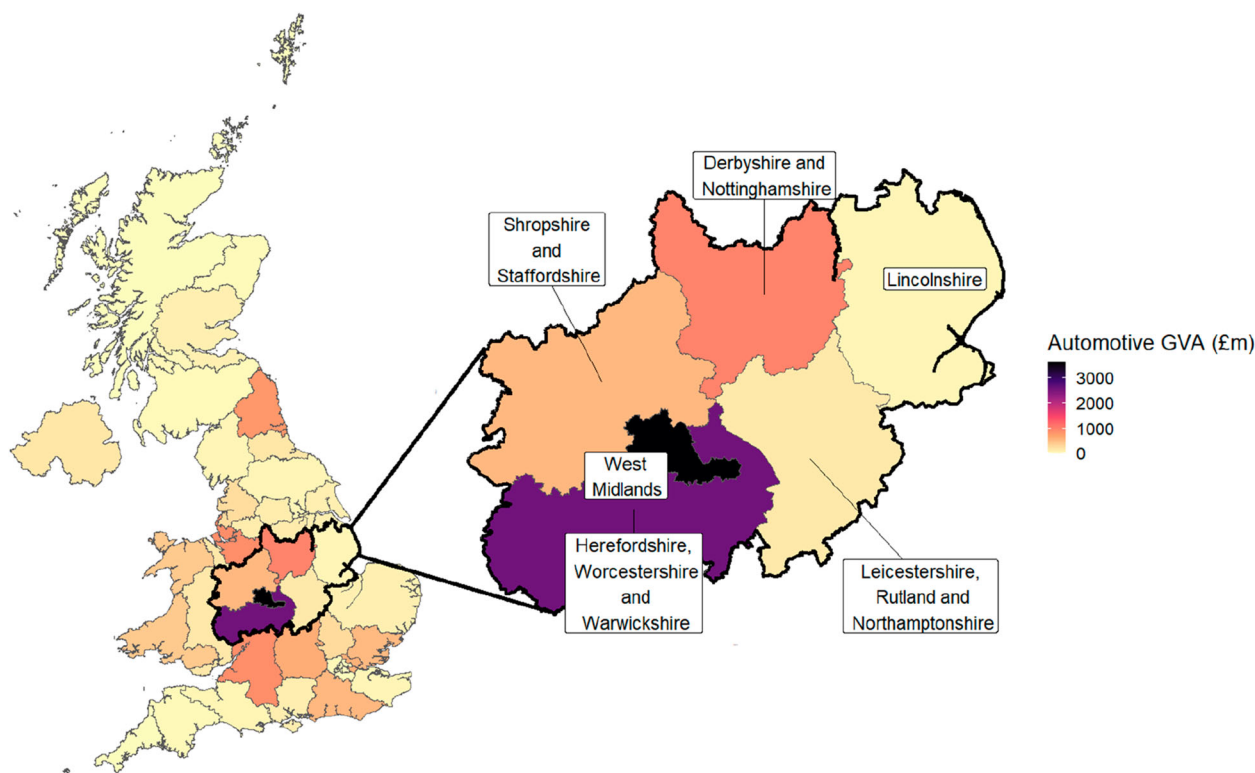 Derbyshire and
Nottinghamshire
Shropshire
and
Staffordshire
Lincolnshire
Automotive GVA (£m)
3000
2000
1000
0
West
Midlands
Herefordshire,
Worcestershire
and
Warwickshire
Leicestershire,
Rutland and
Northamptonshire